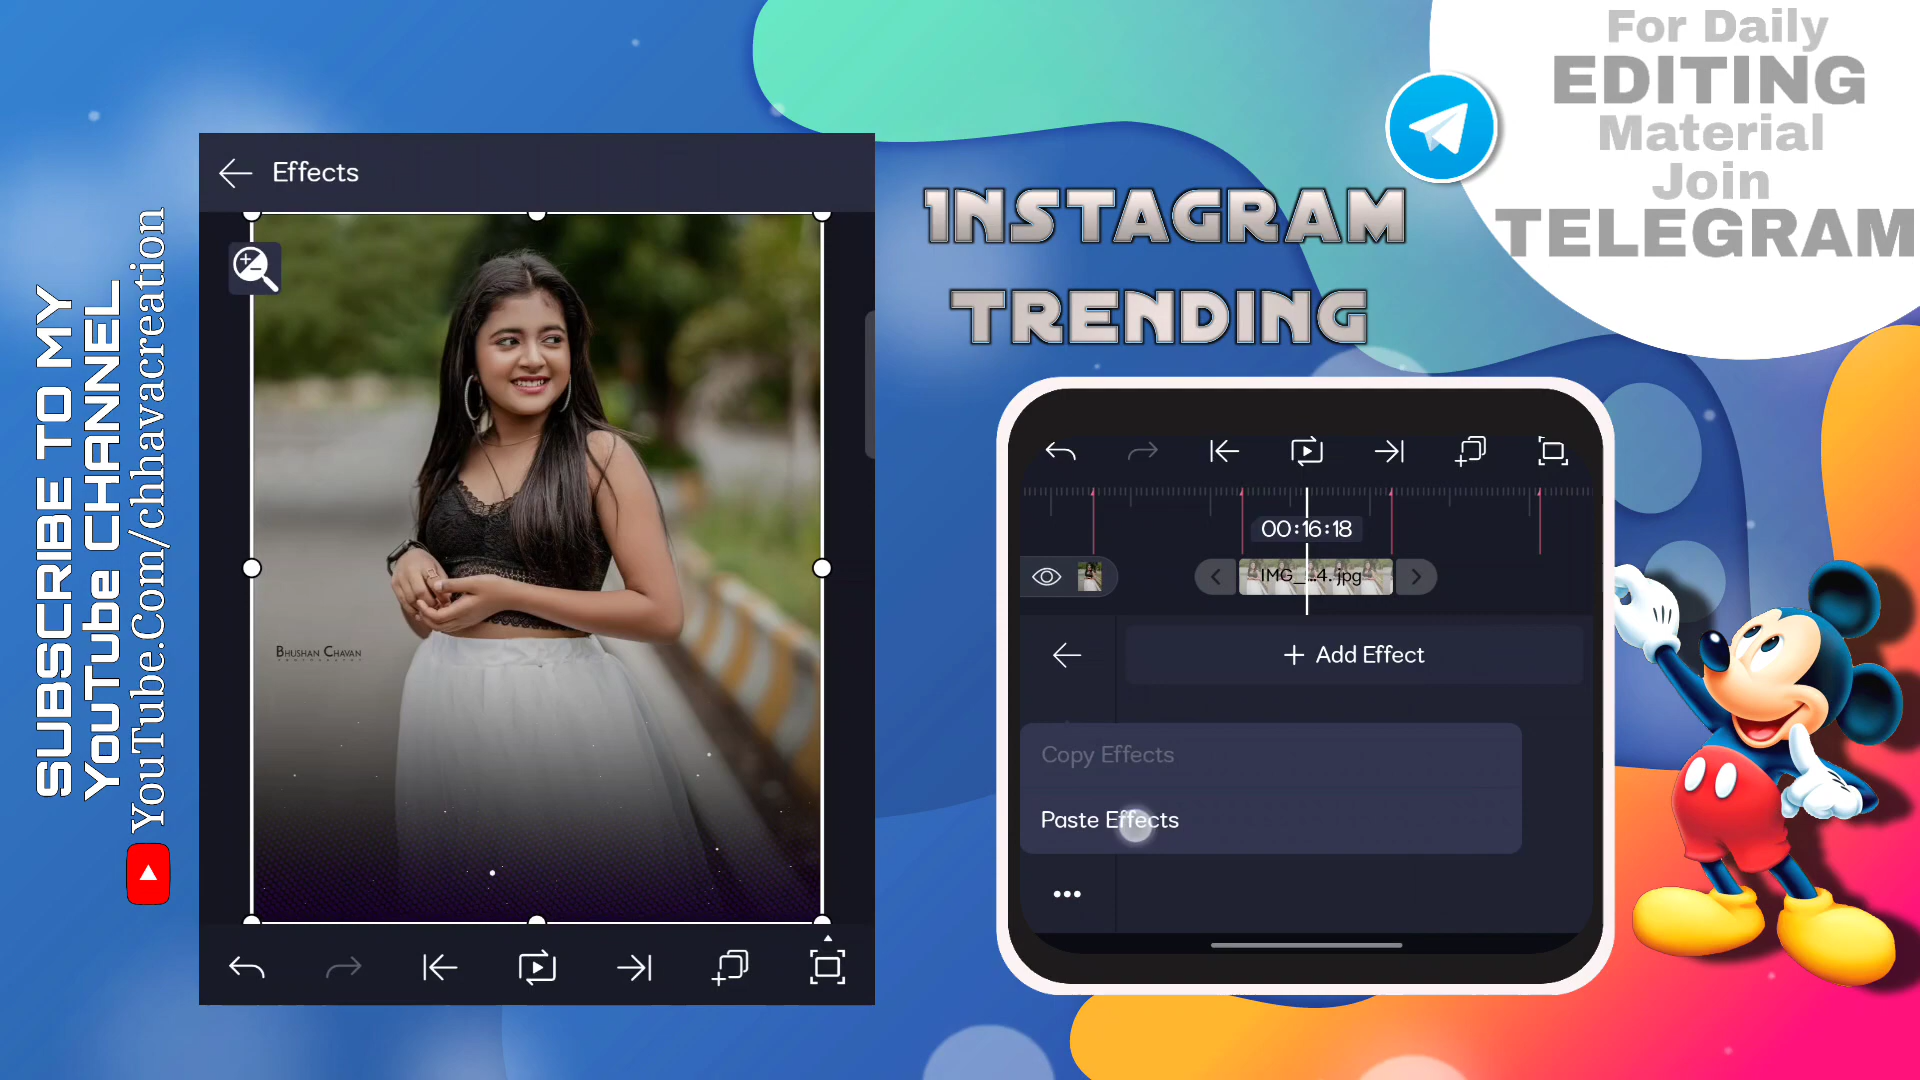 SUBSCRIBE TO MY
YouTube CHANNEL
YouTube.Com/chhavacreation
Effects
BHUSHAN CHAVAN
INSTAGRAM
TRENDING
For Daily
EDITING
Material
Join
TELEGRAM
00:16:18
IMG_...4.jpg
+ Add Effect
Copy Effects
Paste Effects